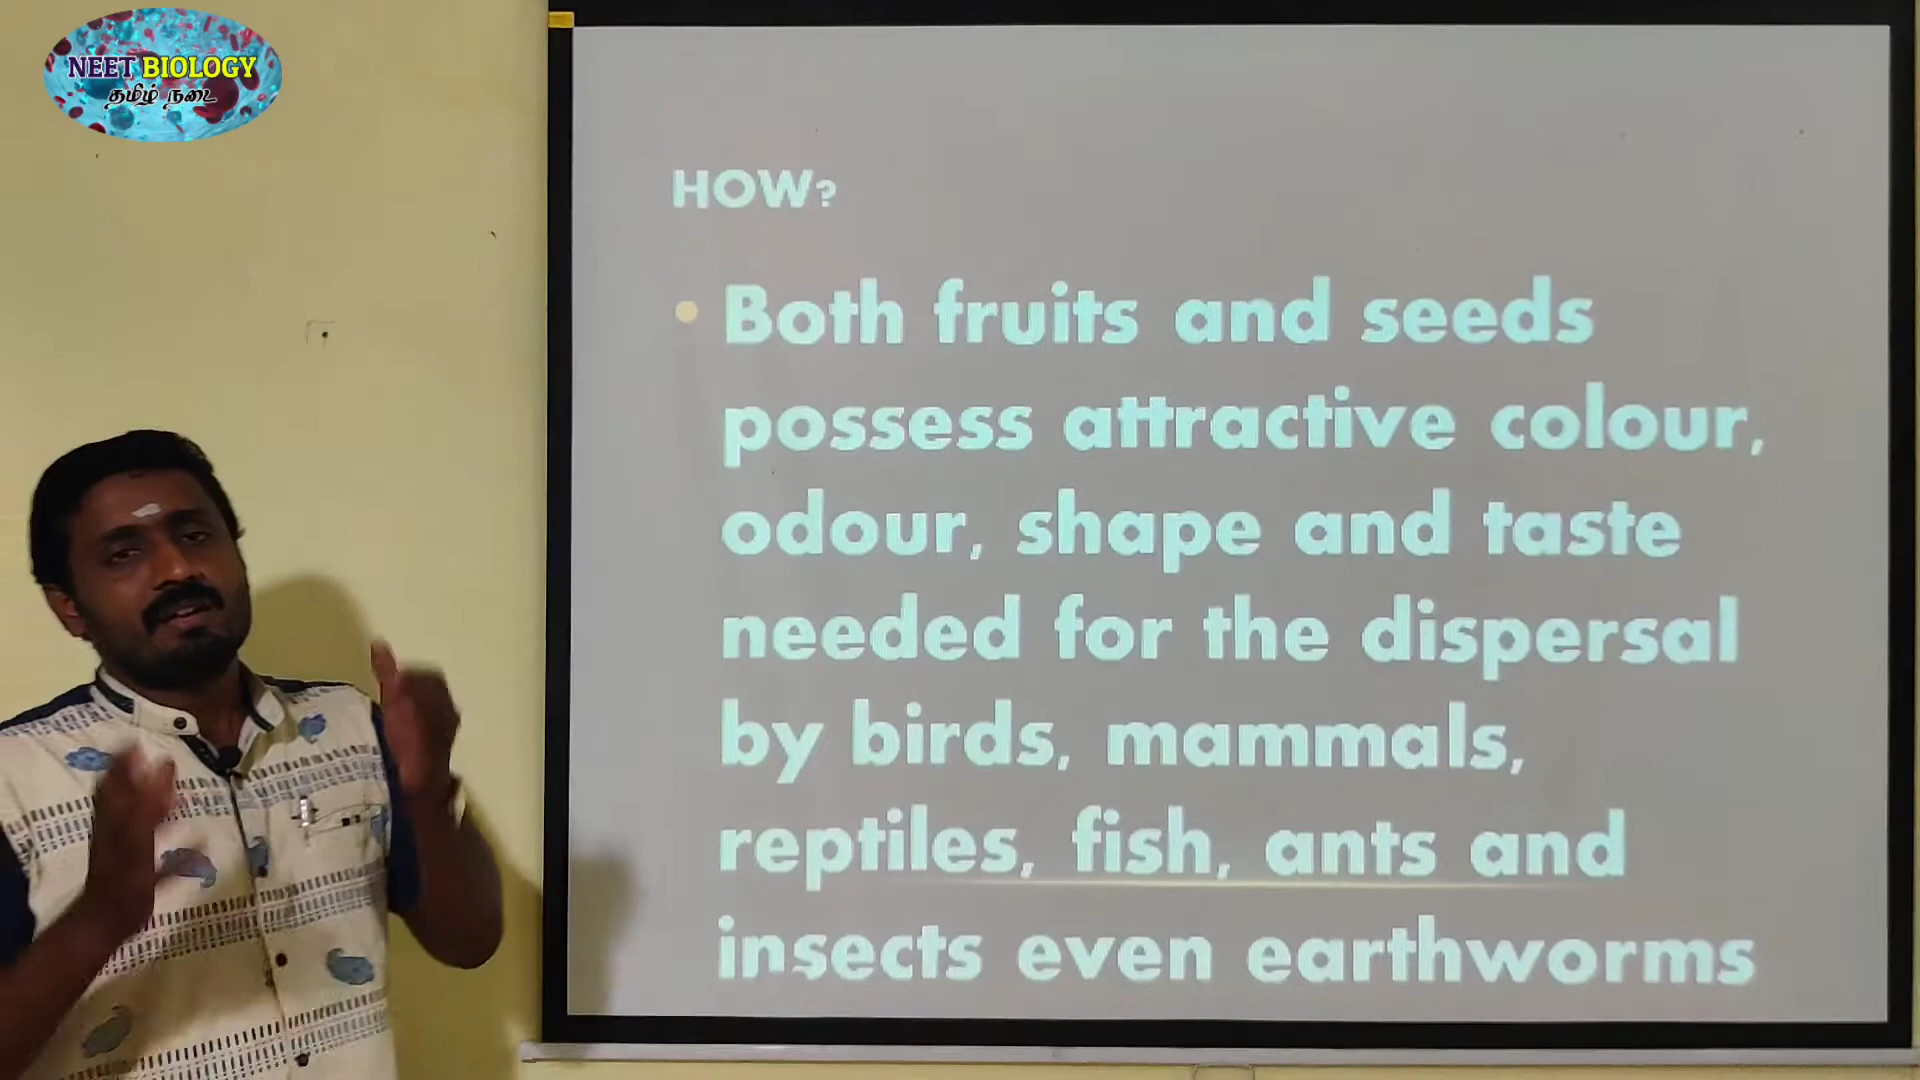 NEET BIOLOGY
தமிழ் நடை
HOW?
• Both fruits and seeds
possess attractive colour,
odour, shape and taste
needed for the dispersal
by birds, mammals,
reptiles, fish, ants and
insects even earthworms